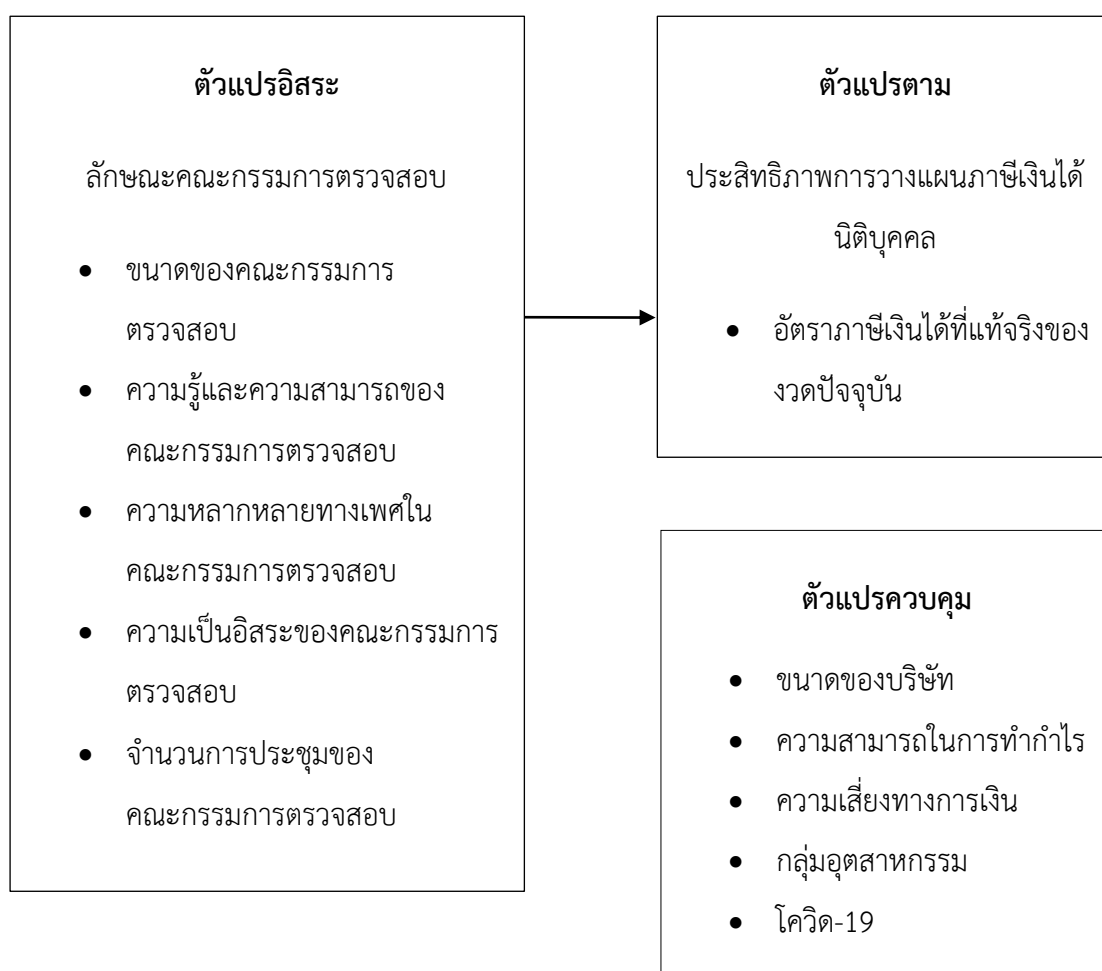 ตัวแปรอิสระ
ลักษณะคณะกรรมการตรวจสอบ
• ขนาดของคณะกรรมการ
ตรวจสอบ
• ความรู้และความสามารถของ
คณะกรรมการตรวจสอบ
• ความหลากหลายทางเพศใน
คณะกรรมการตรวจสอบ
• ความเป็นอิสระของคณะกรรมการ
ตรวจสอบ
• จำนวนการประชุมของ
คณะกรรมการตรวจสอบ
ตัวแปรตาม
ประสิทธิภาพการวางแผนภาษีเงินได้
นิติบุคคล
• อัตราภาษีเงินได้ที่แท้จริงของ
งวดปัจจุบัน
ตัวแปรควบคุม
• ขนาดของบริษัท
• ความสามารถในการทำกำไร
• ความเสี่ยงทางการเงิน
• กลุ่มอุตสาหกรรม
• โควิด-19